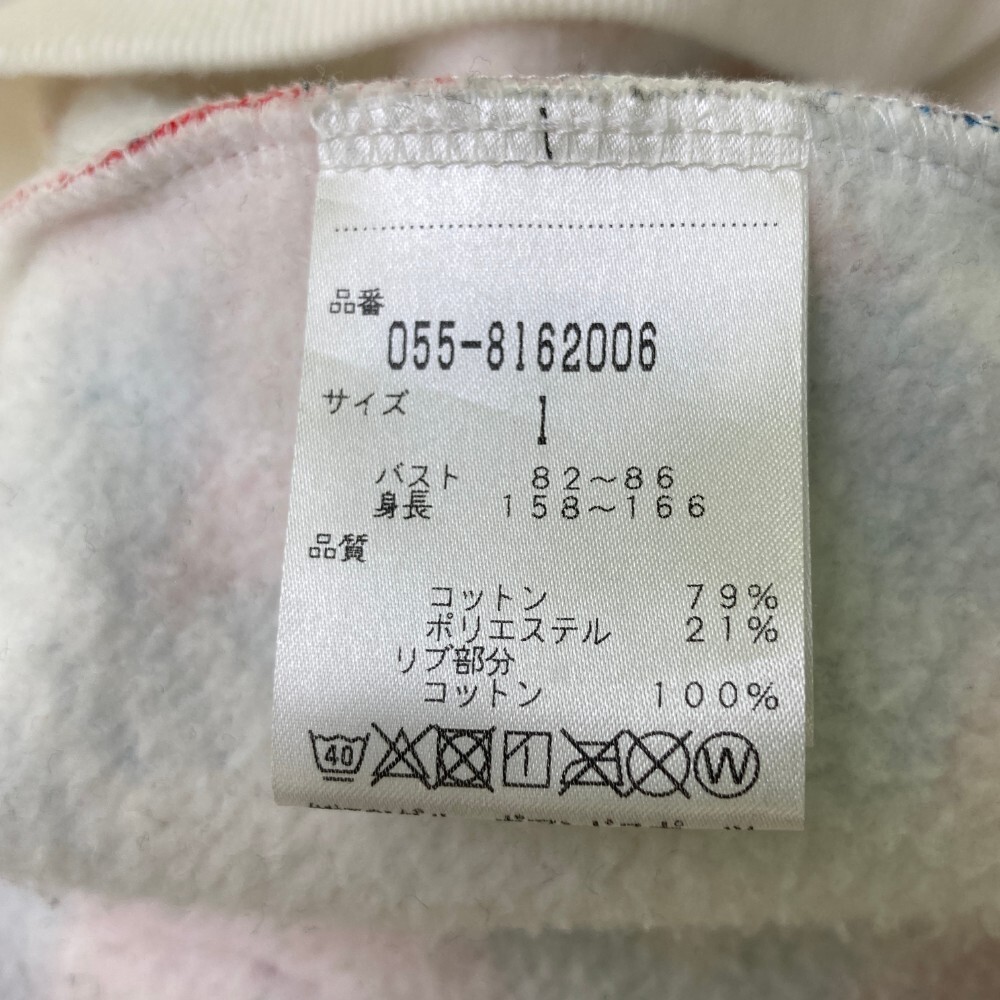 品番
055-8162006
サイズ
1
バスト 82~86
身長 158~166
品質
コットン 79%
ポリエステル 21%
リブ部分
コットン 100%
40 W